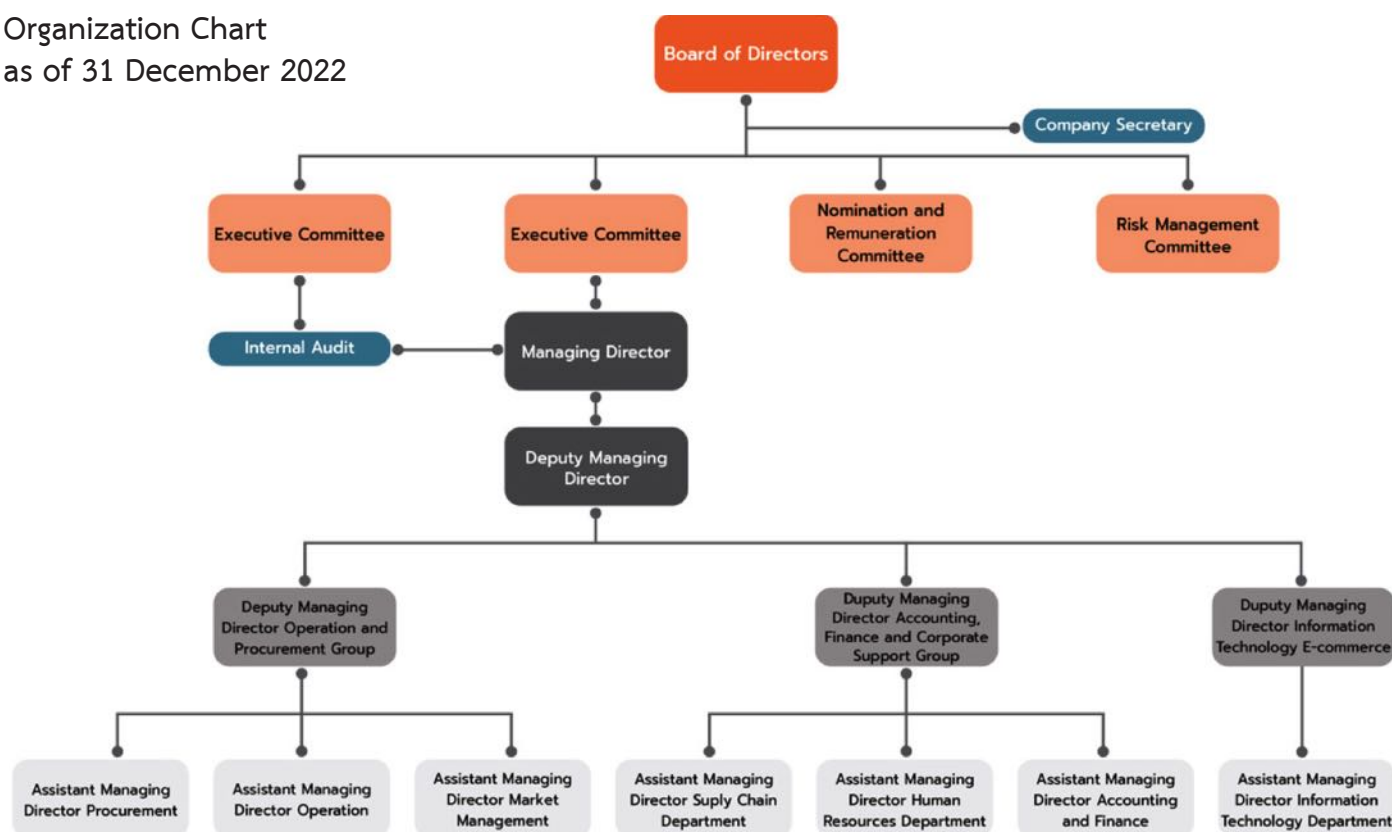 Organization Chart
as of 31 December 2022
Board of Directors
Company Secretary
Executive Committee
Executive Committee
Nomination and
Remuneration
Committee
Risk Management
Committee
Internal Audit
Managing Director
Deputy Managing
Director
Deputy Managing
Director Operation and
Procurement Group
Duputy Managing
Director Accounting,
Finance and Corporate
Support Group
Duputy Managing
Director Information
Technology E-commerce
Assistant Managing
Director Procurement
Assistant Managing
Director Operation
Assistant Managing
Director Market
Management
Assistant Managing
Director Suply Chain
Department
Assistant Managing
Director Human
Resources Department
Assistant Managing
Director Accounting
and Finance
Assistant Managing
Director Information
Technology Department